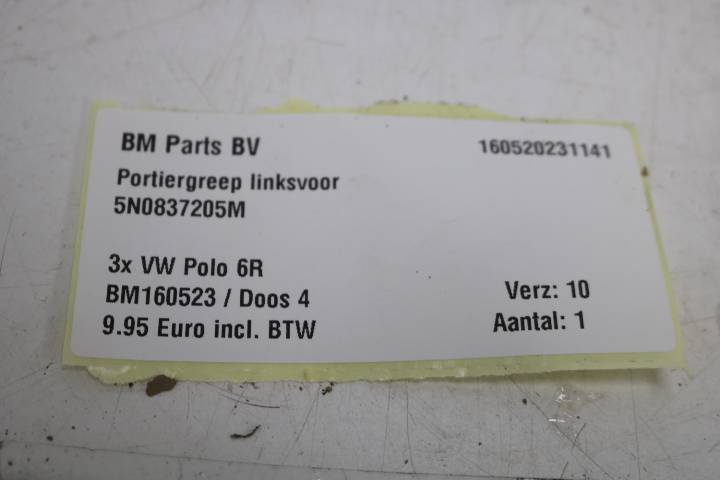 BM Parts BV 160520231141
Portiergreep linksvoor
5N0837205M
3x VW Polo 6R
BM160523 / Doos 4 Verz: 10
9.95 Euro incl. BTW Aantal: 1